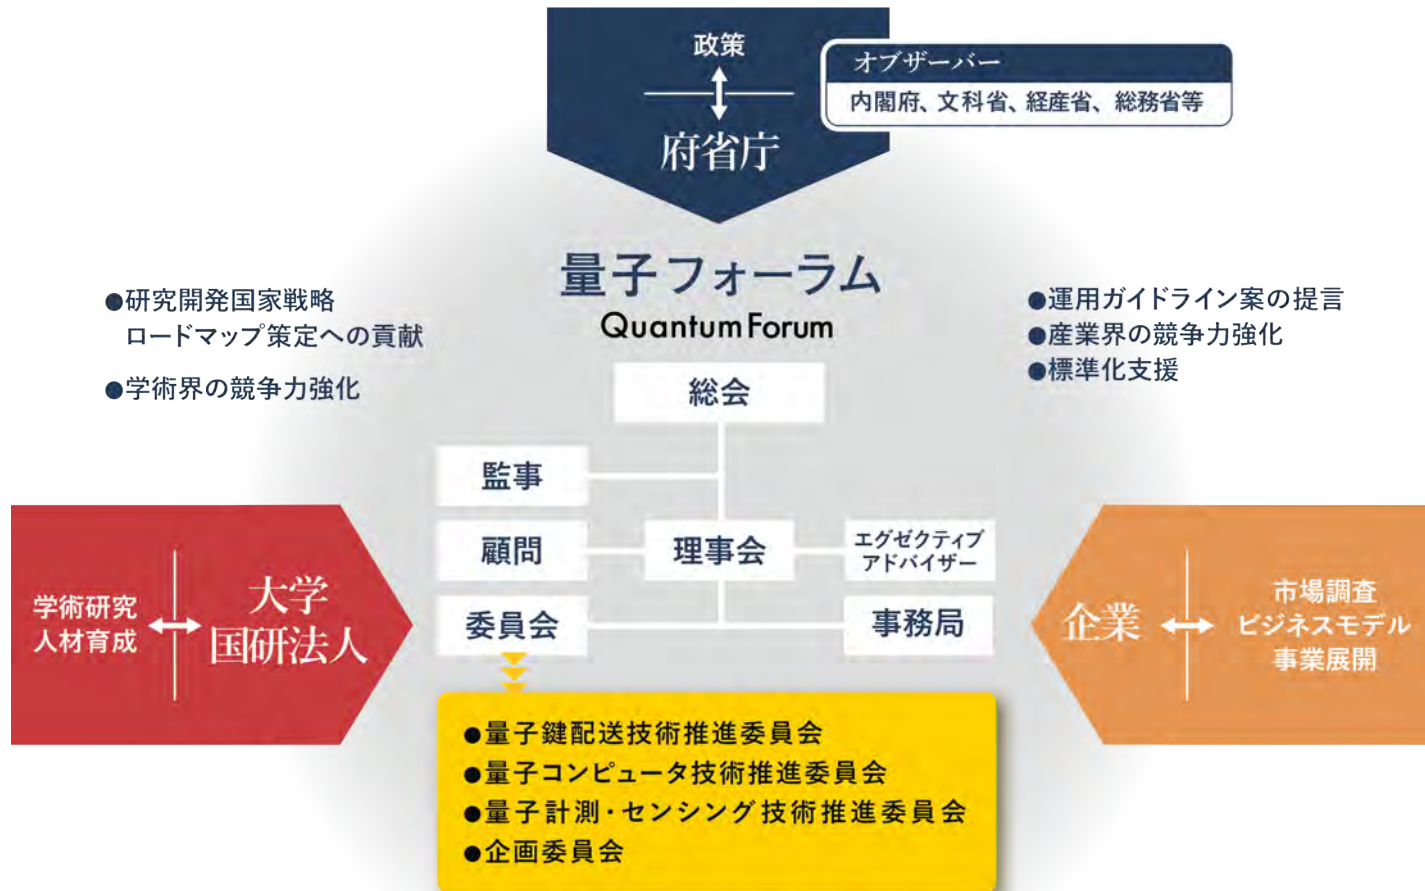 政策
府省庁
オブザーバー
内閣府、文科省、経産省、総務省等
量子フォーラム
Quantum Forum
●研究開発国家戦略
ロードマップ策定への貢献
●学術界の競争力強化
●運用ガイドライン案の提言
●産業界の競争力強化
●標準化支援
総会
監事
顧問
理事会
エグゼクティブ
アドバイザー
委員会
事務局
学術研究
人材育成
大学
国研法人
企業
市場調査
ビジネスモデル
事業展開
●量子鍵配送技術推進委員会
●量子コンピュータ技術推進委員会
●量子計測・センシング技術推進委員会
●企画委員会